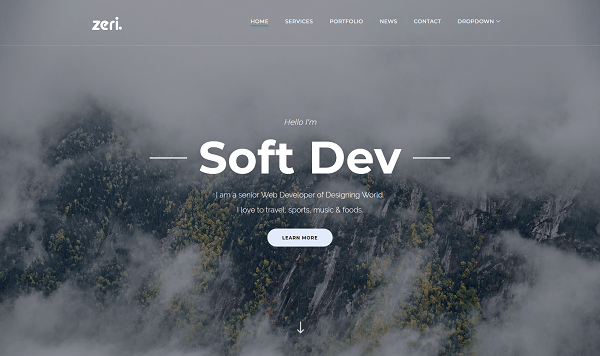 zeri.
HOME SERVICES PORTFOLIO NEWS CONTACT DROPDOWN
Hello I'm
Soft Dev
I am a senior Web Developer of Designing World.
I love to travel, sports, music & foods.
LEARN MORE